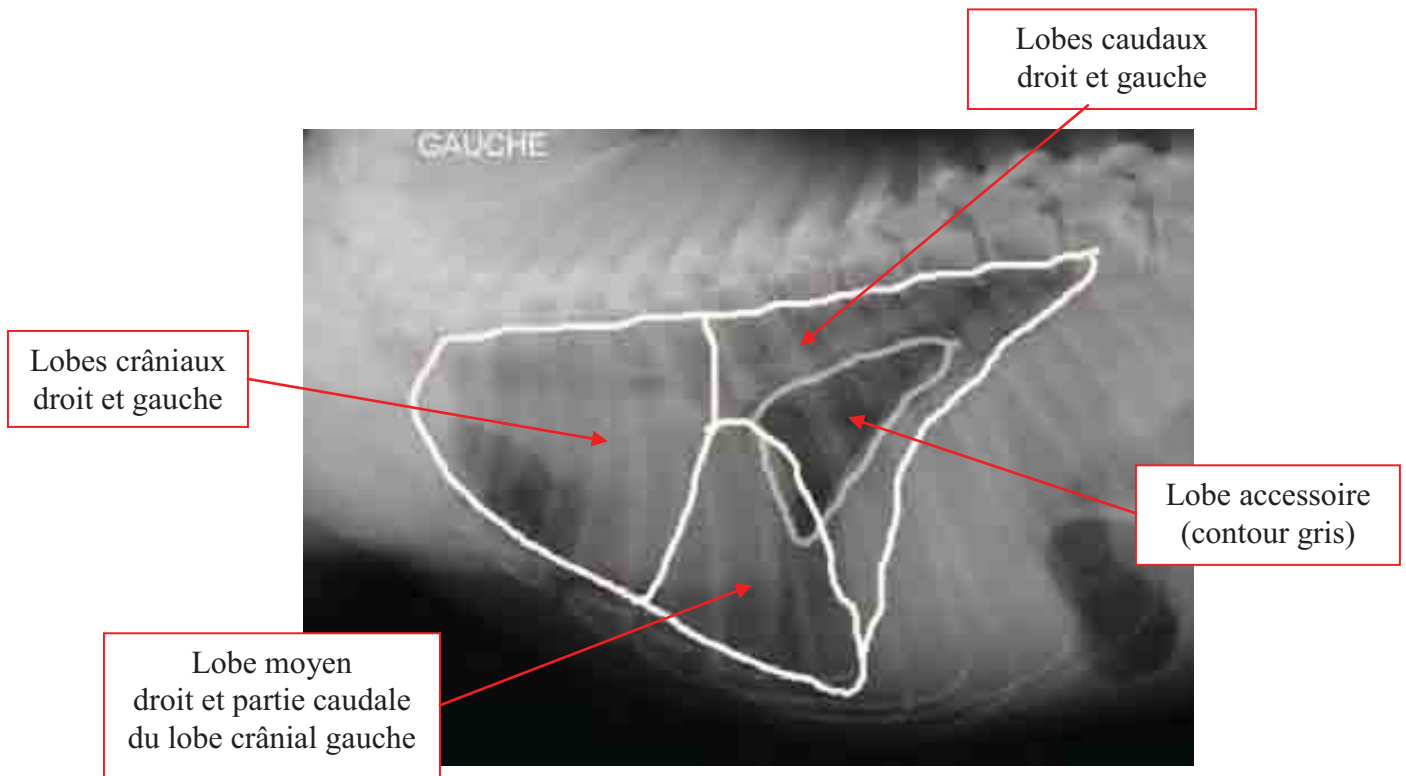 Lobes caudaux
droit et gauche
GAUCHE
Lobes crâniaux
droit et gauche
Lobe accessoire
(contour gris)
Lobe moyen
droit et partie caudale
du lobe crânial gauche